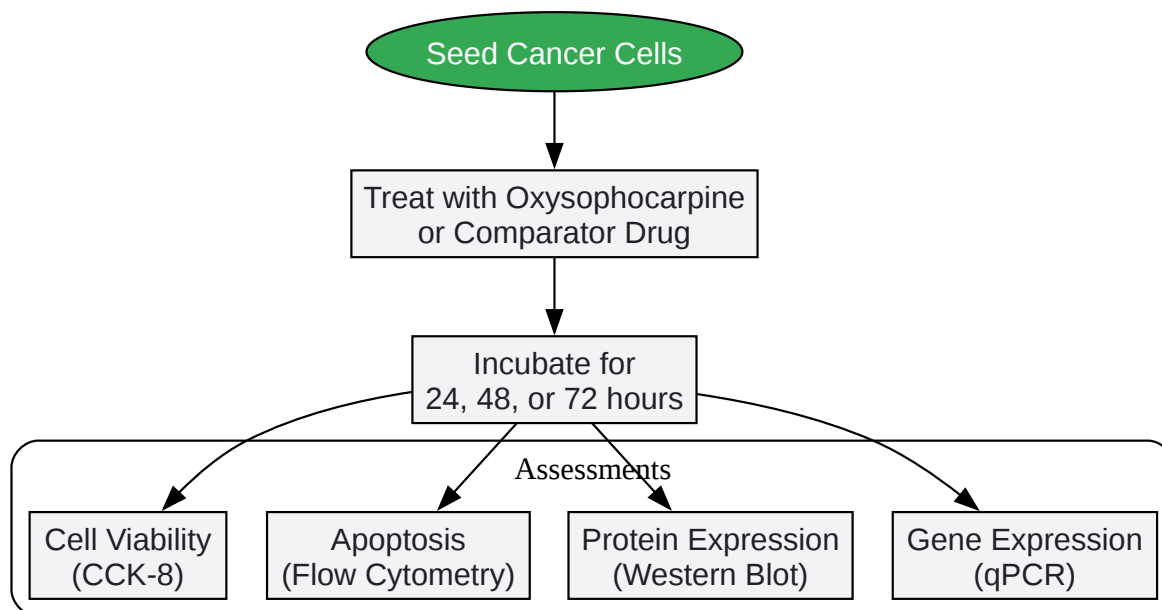 Seed Cancer Cells
Treat with Oxysophocarpine
or Comparator Drug
Incubate for
24, 48, or 72 hours
Assessments
Cell Viability
(CCK-8)
Apoptosis
(Flow Cytometry)
Protein Expression
(Western Blot)
Gene Expression
(qPCR)